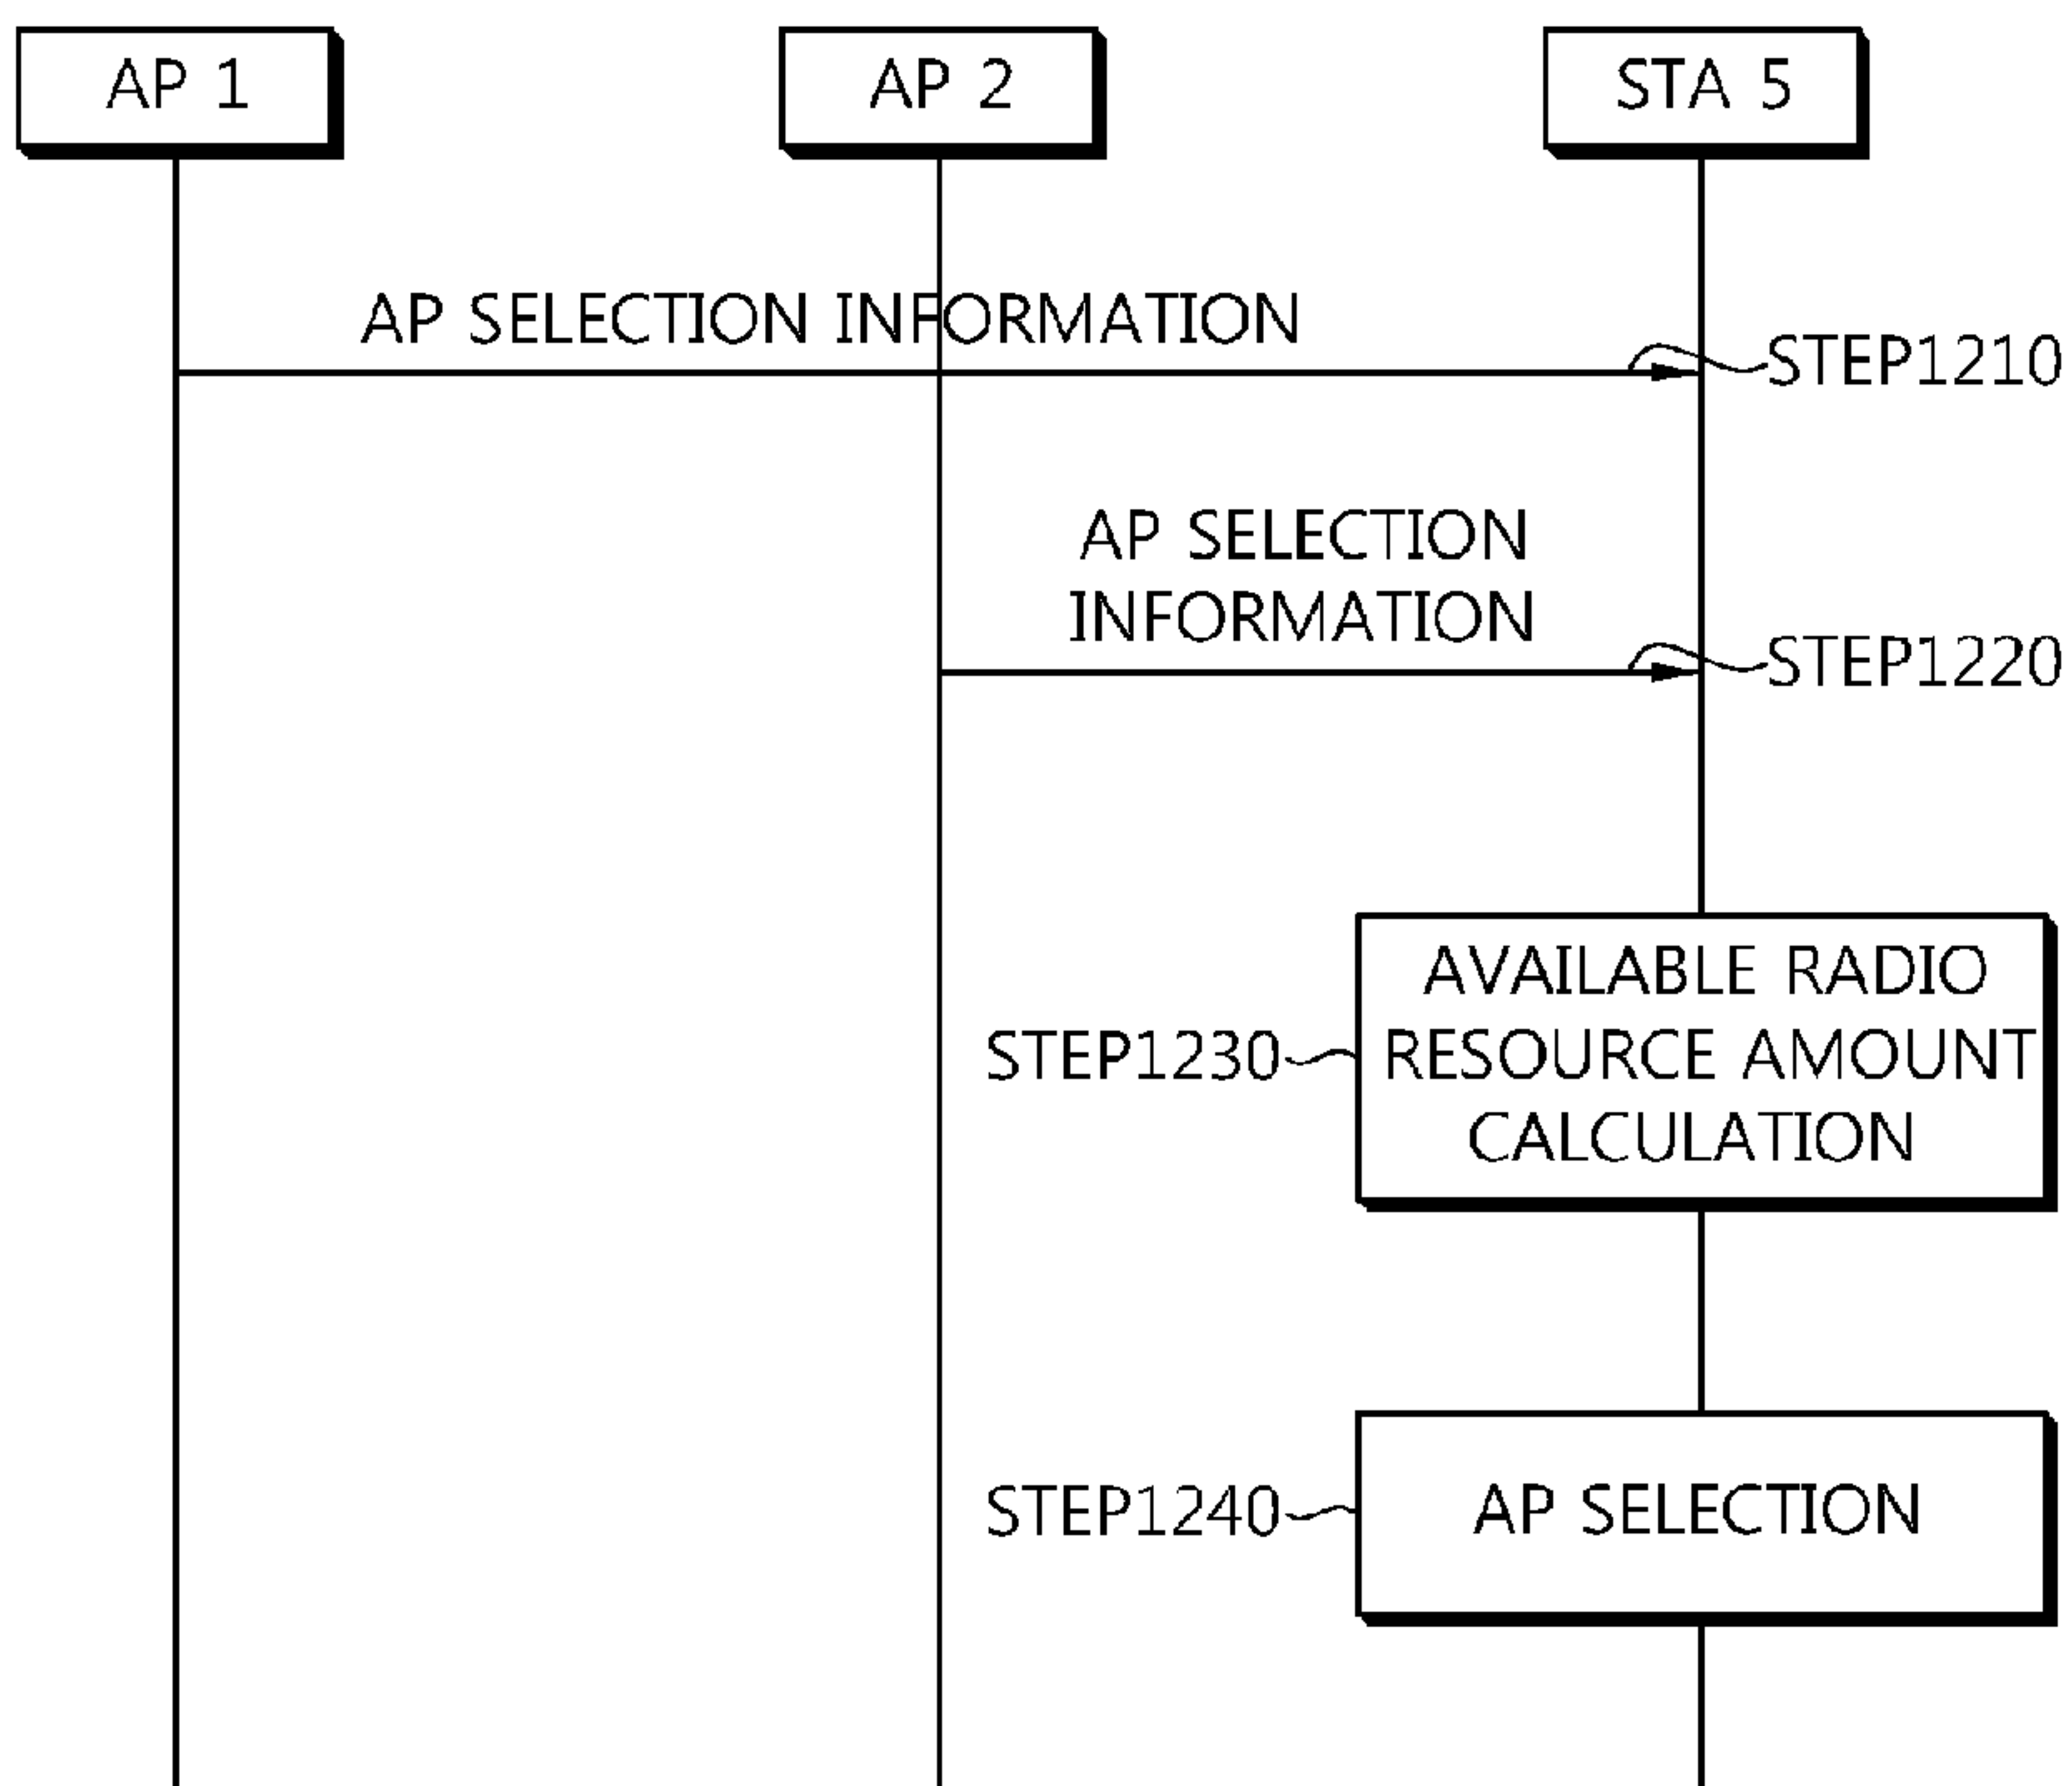 AP 1
AP 2
STA 5
AP SELECTION INFORMATION
STEP1210
AP SELECTION
INFORMATION
STEP1220
AVAILABLE RADIO
RESOURCE AMOUNT
CALCULATION
STEP1230
AP SELECTION
STEP1240